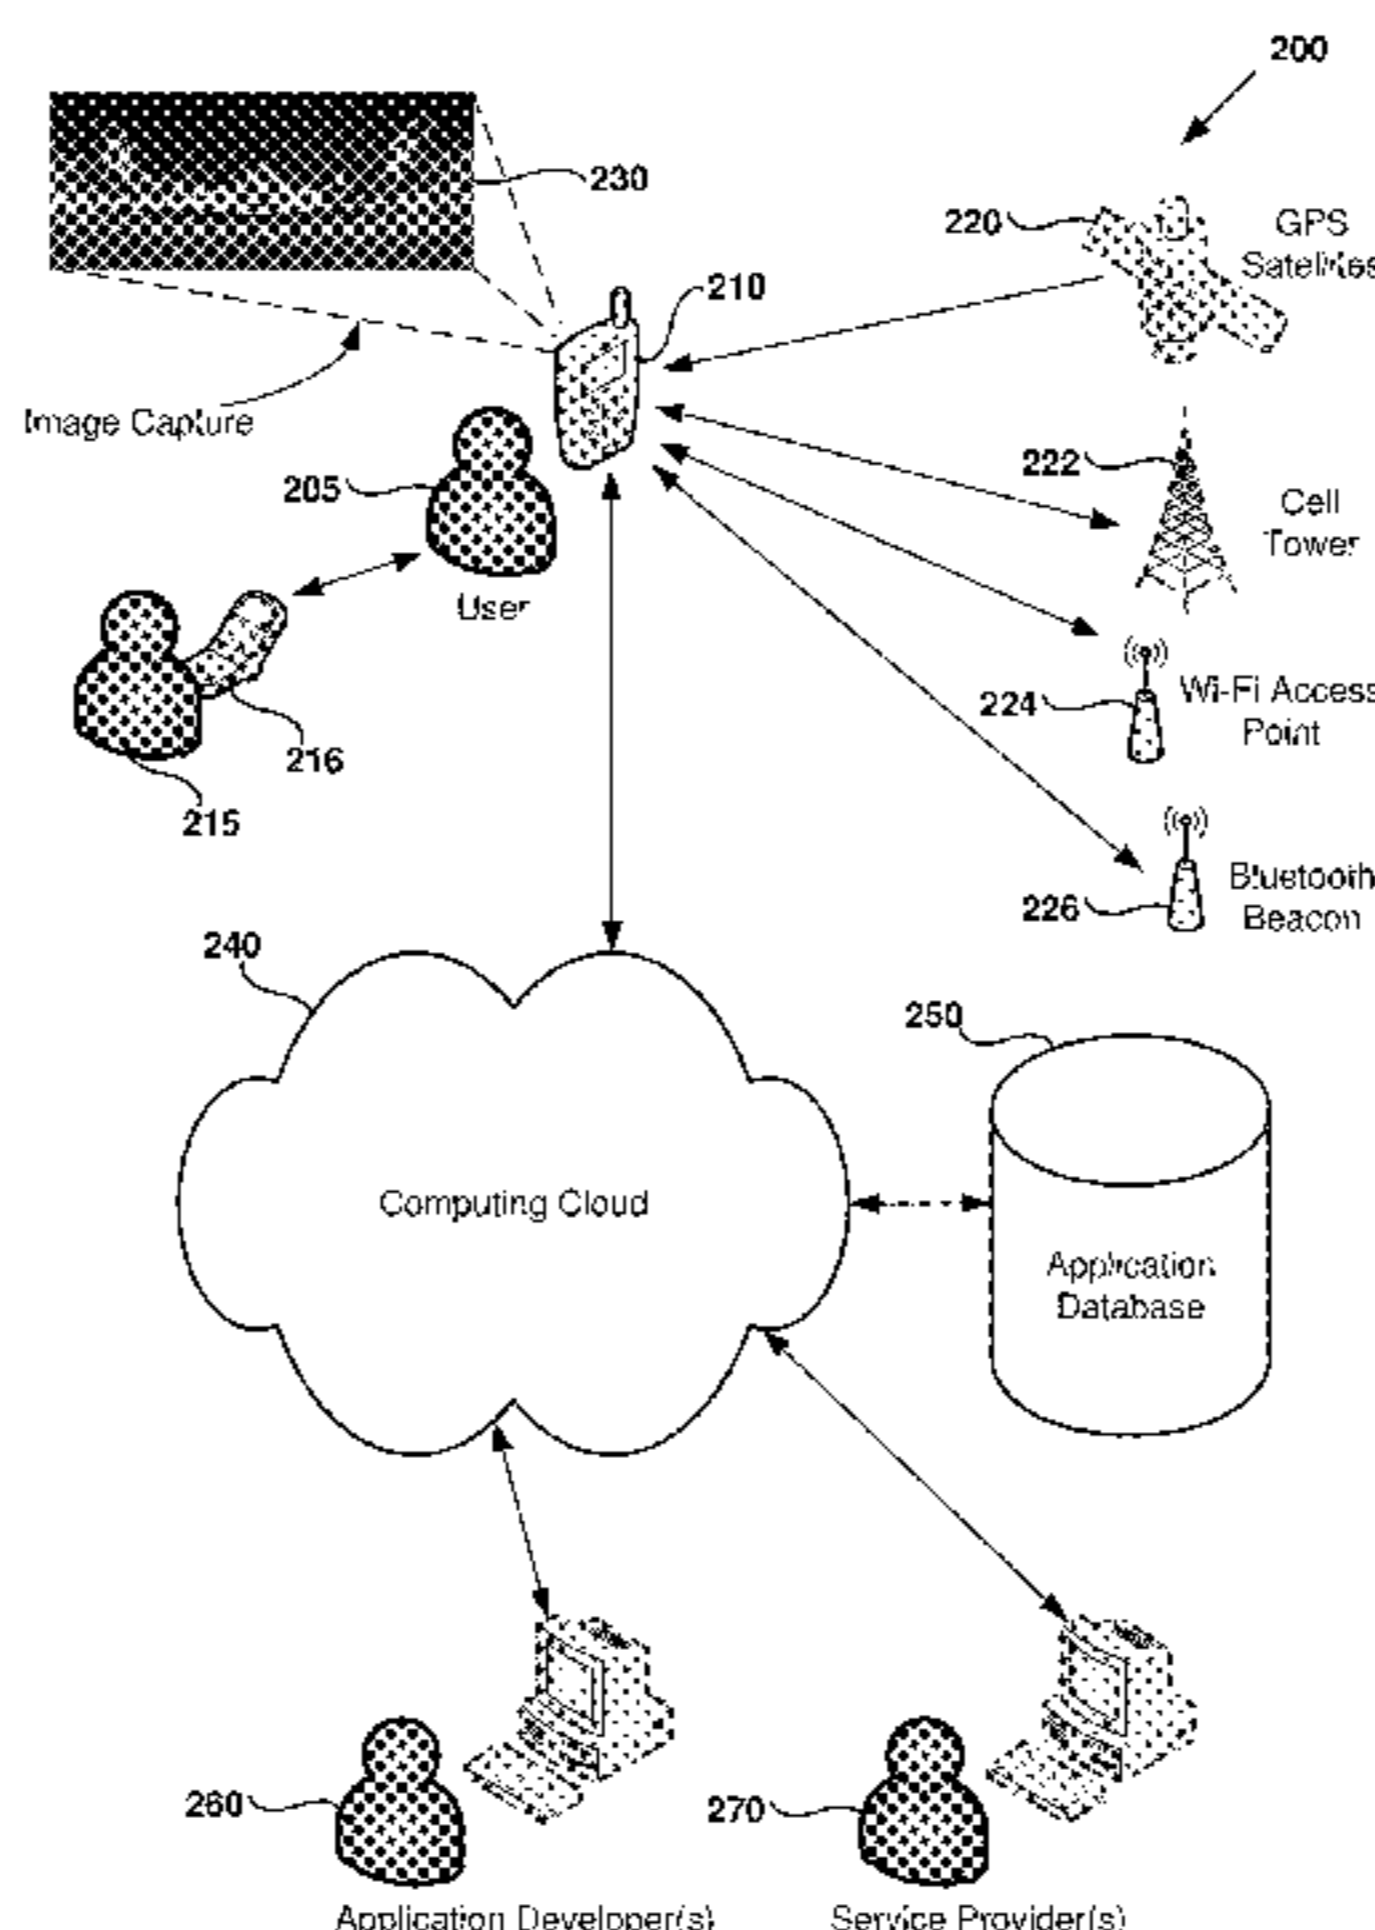 200
230
220
GPS
Satellites
210
Image Capture
222
Cell
Tower
205
User
Wi-Fi Access
Point
224
216
215
Bluetooth
Beacon
226
240
250
Computing Cloud
Application
Database
260
270
Application Developer(s)
Service Provider(s)